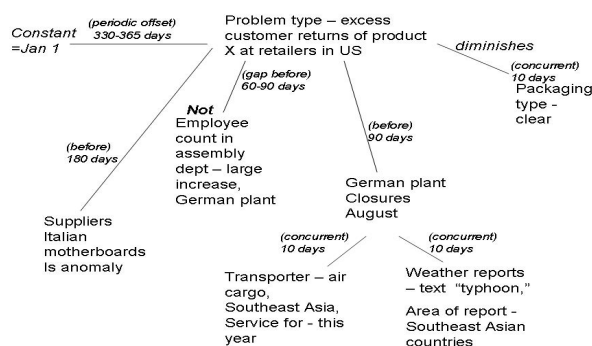 Constant
=Jan 1
(periodic offset)
330-365 days
Problem type – excess
customer returns of product
X at retailers in US
diminishes
(concurrent)
10 days
Packaging
type -
clear
(gap before)
60-90 days
Not
Employee
count in
assembly
dept – large
increase,
German plant
(before)
180 days
(before)
90 days
German plant
Closures
August
Suppliers
Italian
motherboards
Is anomaly
(concurrent)
10 days
Transporter – air
cargo,
Southeast Asia,
Service for - this
year
(concurrent)
10 days
Weather reports
– text “typhoon,”
Area of report -
Southeast Asian
countries